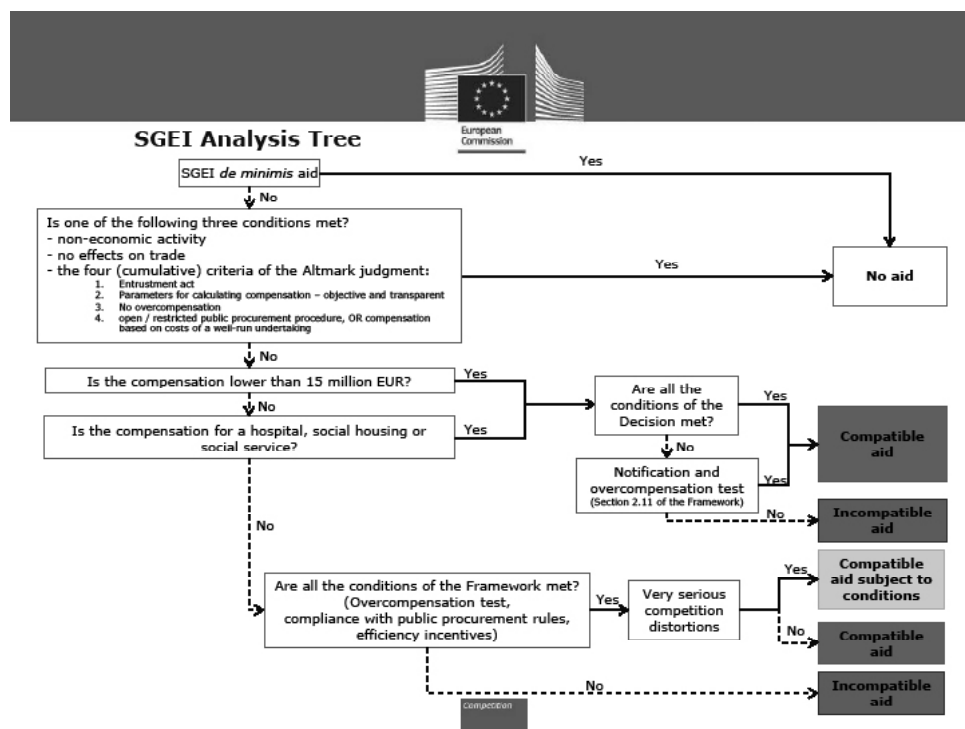 European
Commission
SGEI Analysis Tree
Yes
SGEI de minimis aid
No
Is one of the following three conditions met?
- non-economic activity
- no effects on trade
- the four (cumulative) criteria of the Altmark judgment:
1. Entrustment act
2. Parameters for calculating compensation – objective and transparent
3. No overcompensation
4. open / restricted public procurement procedure, OR compensation
based on costs of a well-run undertaking
Yes
No aid
No
Is the compensation lower than 15 million EUR?
Yes
No
Is the compensation for a hospital, social housing or
social service?
Yes
Are all the
conditions of the
Decision met?
Yes
No
Notification and
overcompensation test
(Section 2.11 of the Framework)
Yes
Compatible
aid
No
Incompatible
aid
No
Are all the conditions of the Framework met?
(Overcompensation test,
compliance with public procurement rules,
efficiency incentives)
Yes
Very serious
competition
distortions
Yes
Compatible
aid subject to
conditions
No
Compatible
aid
No
Incompatible
aid
Competition